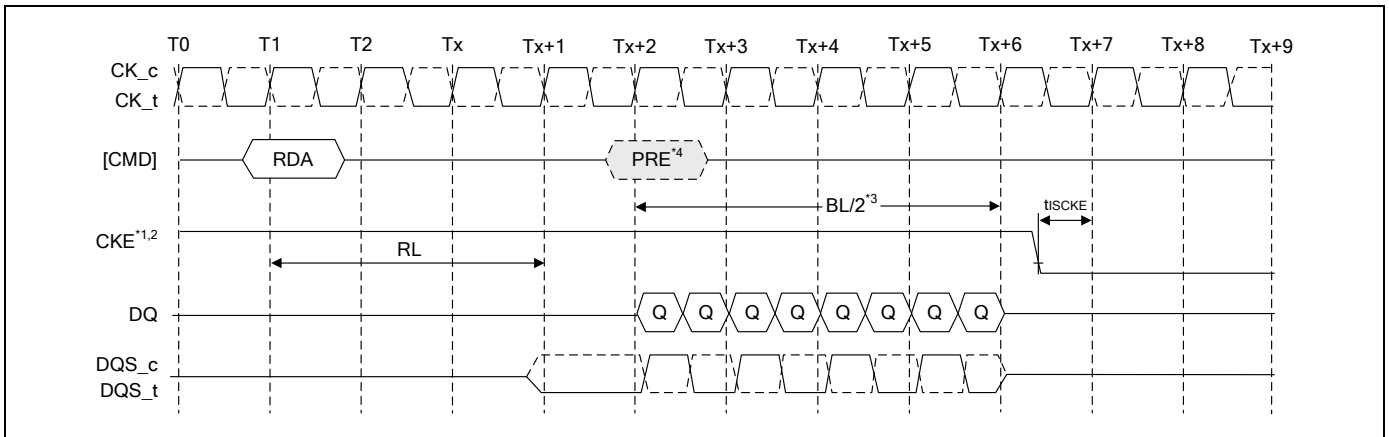 T0 T1 T2 Tx Tx+1 Tx+2 Tx+3 Tx+4 Tx+5 Tx+6 Tx+7 Tx+8 Tx+9
CK_c
CK_t
[CMD] RDA PRE*4
BL/2*3 tISCKE
CKE*1,2
RL
DQ Q Q Q Q Q Q Q Q
DQS_c
DQS_t